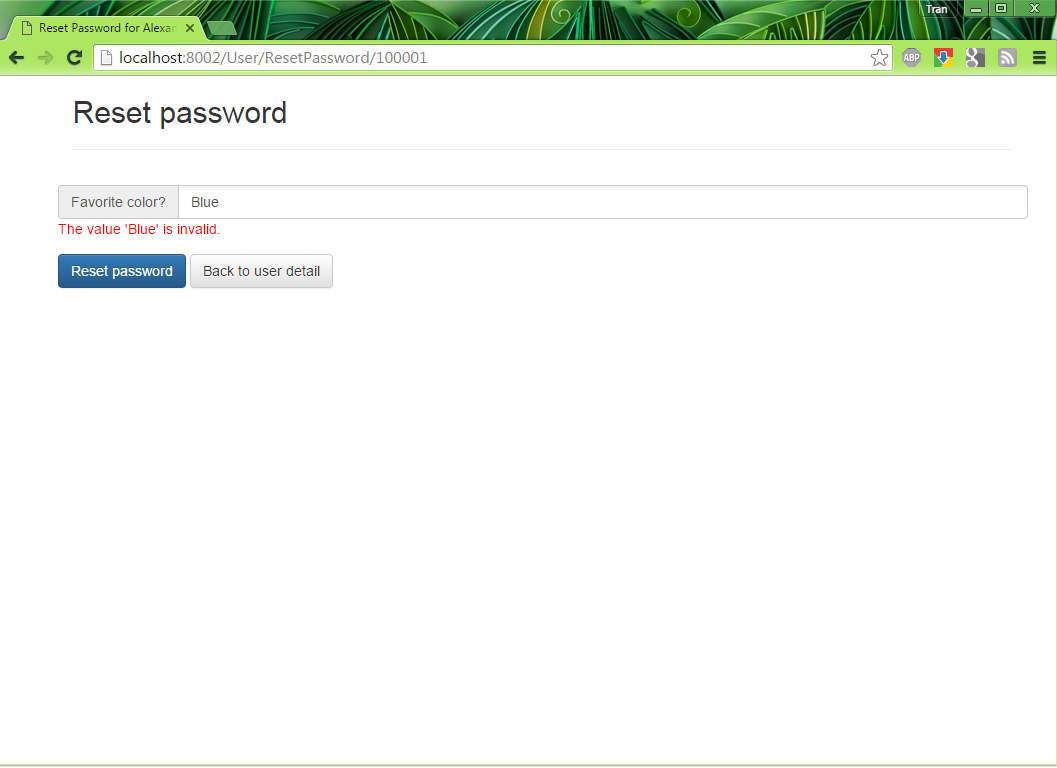 Tran
Reset Password for Alexan
localhost:8002/User/ResetPassword/100001
ABP
g
Reset password
Favorite color? Blue
The value 'Blue' is invalid.
Reset password Back to user detail